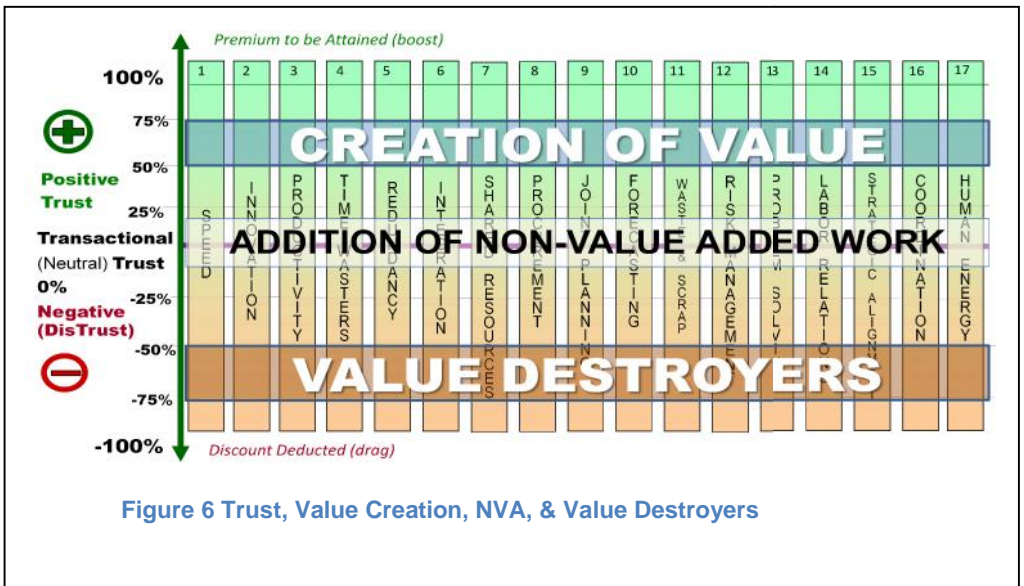 Premium to be Attained (boost)
1 2 3 4 5 6 7 8 9 10 11 12 13 14 15 16 17
100%
75%
CREATION OF VALUE
50%
Positive
Trust
25%
Transactional
(Neutral) Trust
0%
ADDITION OF NON-VALUE ADDED WORK
-25%
Negative
(DisTrust)
-50%
VALUE DESTROYERS
-75%
-100%
SPEED
INNOVATION
PRODUCTIVITY
TIME WASTERS
REDUNDANCY
INTEGRATION
SHARED RESOURCES
PROCUREMENT
JOINT PLANNING
FORECASTING
WASTE & SCRAP
RISK MANAGEMENT
PROBLEM SOLVING
LABOR RELATIONS
STRATEGIC ALIGNMENT
COORDINATION
HUMAN ENERGY
Discount Deducted (drag)
Figure 6 Trust, Value Creation, NVA, & Value Destroyers